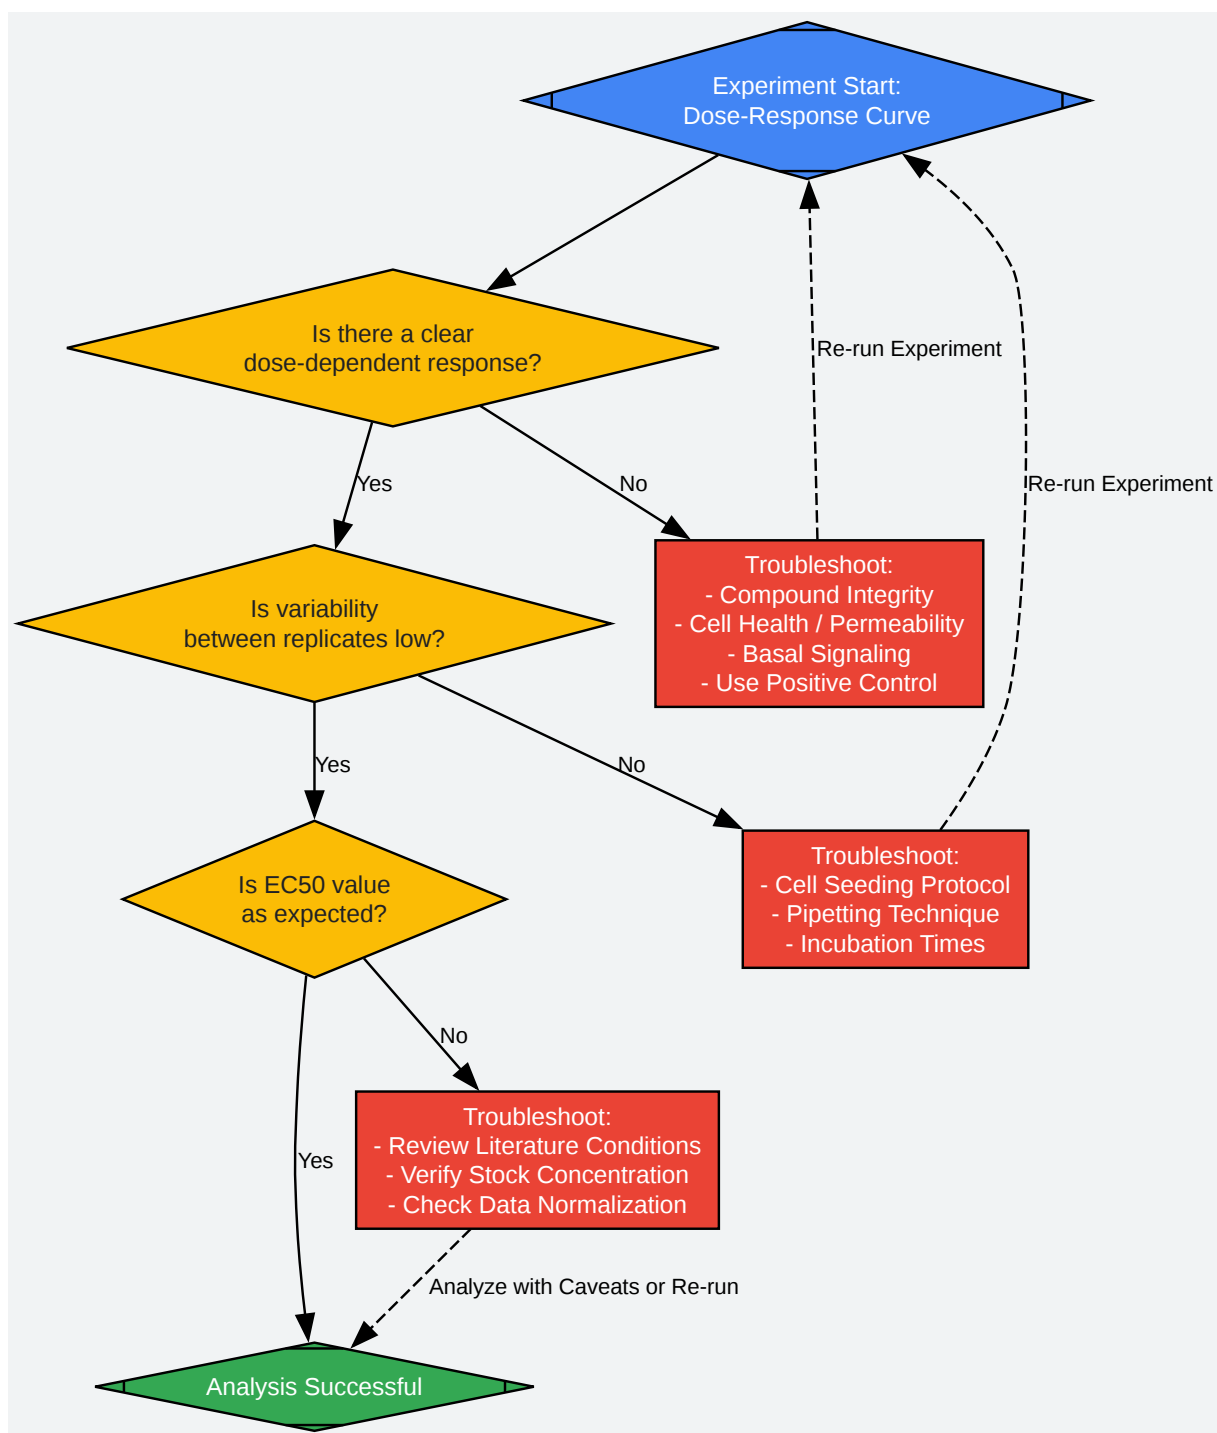 Experiment Start:
Dose-Response Curve
Is there a clear
dose-dependent response?
Re-run Experiment
Yes
No
Re-run Experiment
Troubleshoot:
- Compound Integrity
- Cell Health / Permeability
- Basal Signaling
- Use Positive Control
Is variability
between replicates low?
Yes
No
Troubleshoot:
- Cell Seeding Protocol
- Pipetting Technique
- Incubation Times
Is EC50 value
as expected?
No
Troubleshoot:
- Review Literature Conditions
- Verify Stock Concentration
- Check Data Normalization
Yes
Analyze with Caveats or Re-run
Analysis Successful